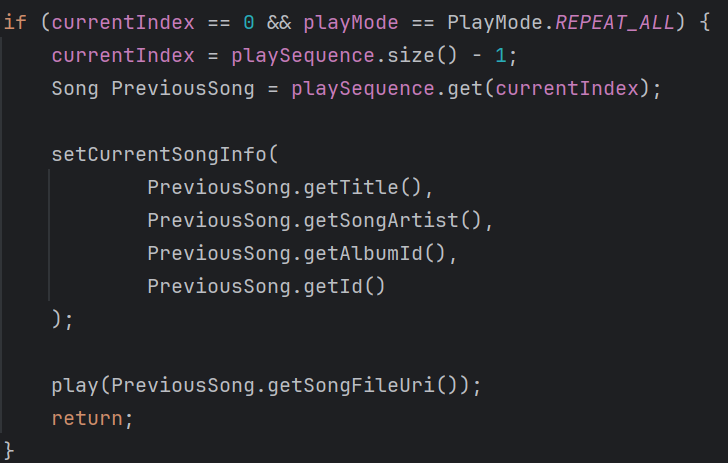 if (currentIndex == 0 && playMode == PlayMode.REPEAT_ALL) {
    currentIndex = playSequence.size() - 1;
    Song PreviousSong = playSequence.get(currentIndex);

    setCurrentSongInfo(
            PreviousSong.getTitle(),
            PreviousSong.getSongArtist(),
            PreviousSong.getAlbumId(),
            PreviousSong.getId()
    );

    play(PreviousSong.getSongFileUri());
    return;
}